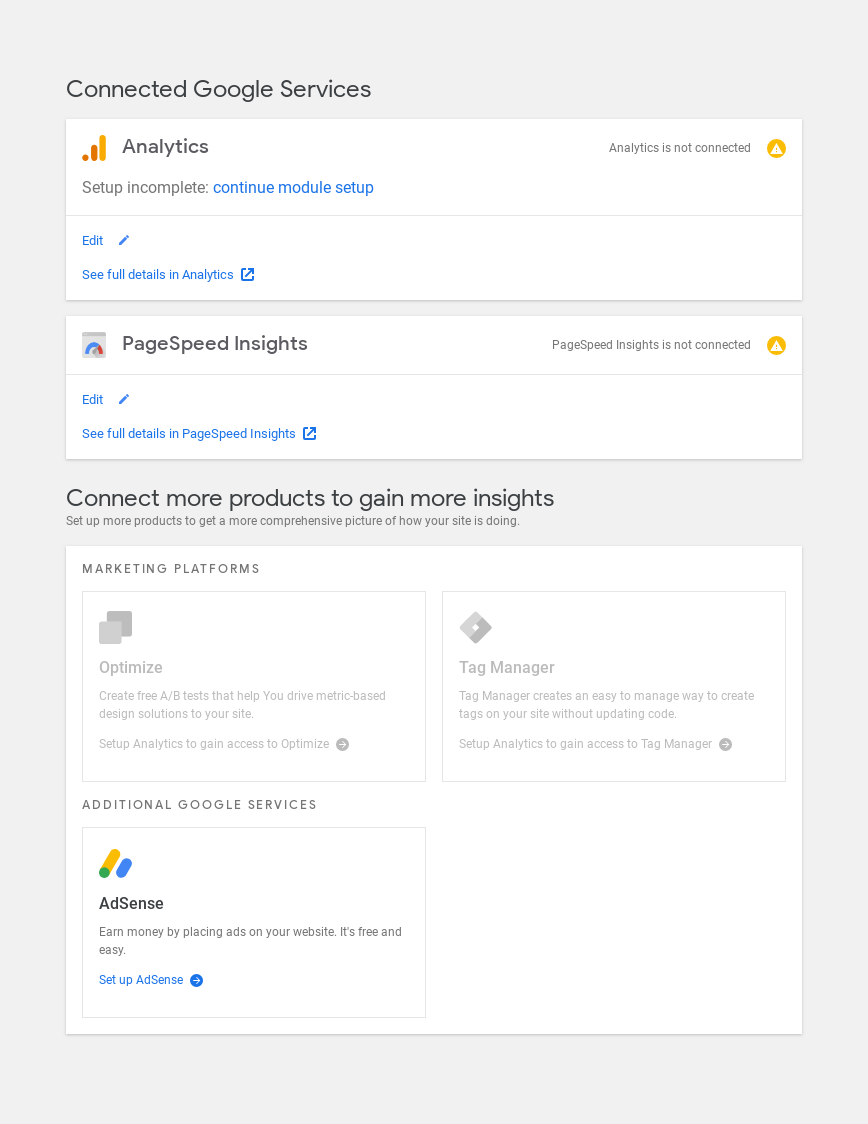 Connected Google Services
Analytics
Analytics is not connected
Setup incomplete: continue module setup
Edit
See full details in Analytics
PageSpeed Insights
PageSpeed Insights is not connected
Edit
See full details in PageSpeed Insights
Connect more products to gain more insights
Set up more products to get a more comprehensive picture of how your site is doing.
MARKETING PLATFORMS
Optimize
Create free A/B tests that help You drive metric-based
design solutions to your site.
Setup Analytics to gain access to Optimize
Tag Manager
Tag Manager creates an easy to manage way to create
tags on your site without updating code.
Setup Analytics to gain access to Tag Manager
ADDITIONAL GOOGLE SERVICES
AdSense
Earn money by placing ads on your website. It's free and
easy.
Set up AdSense